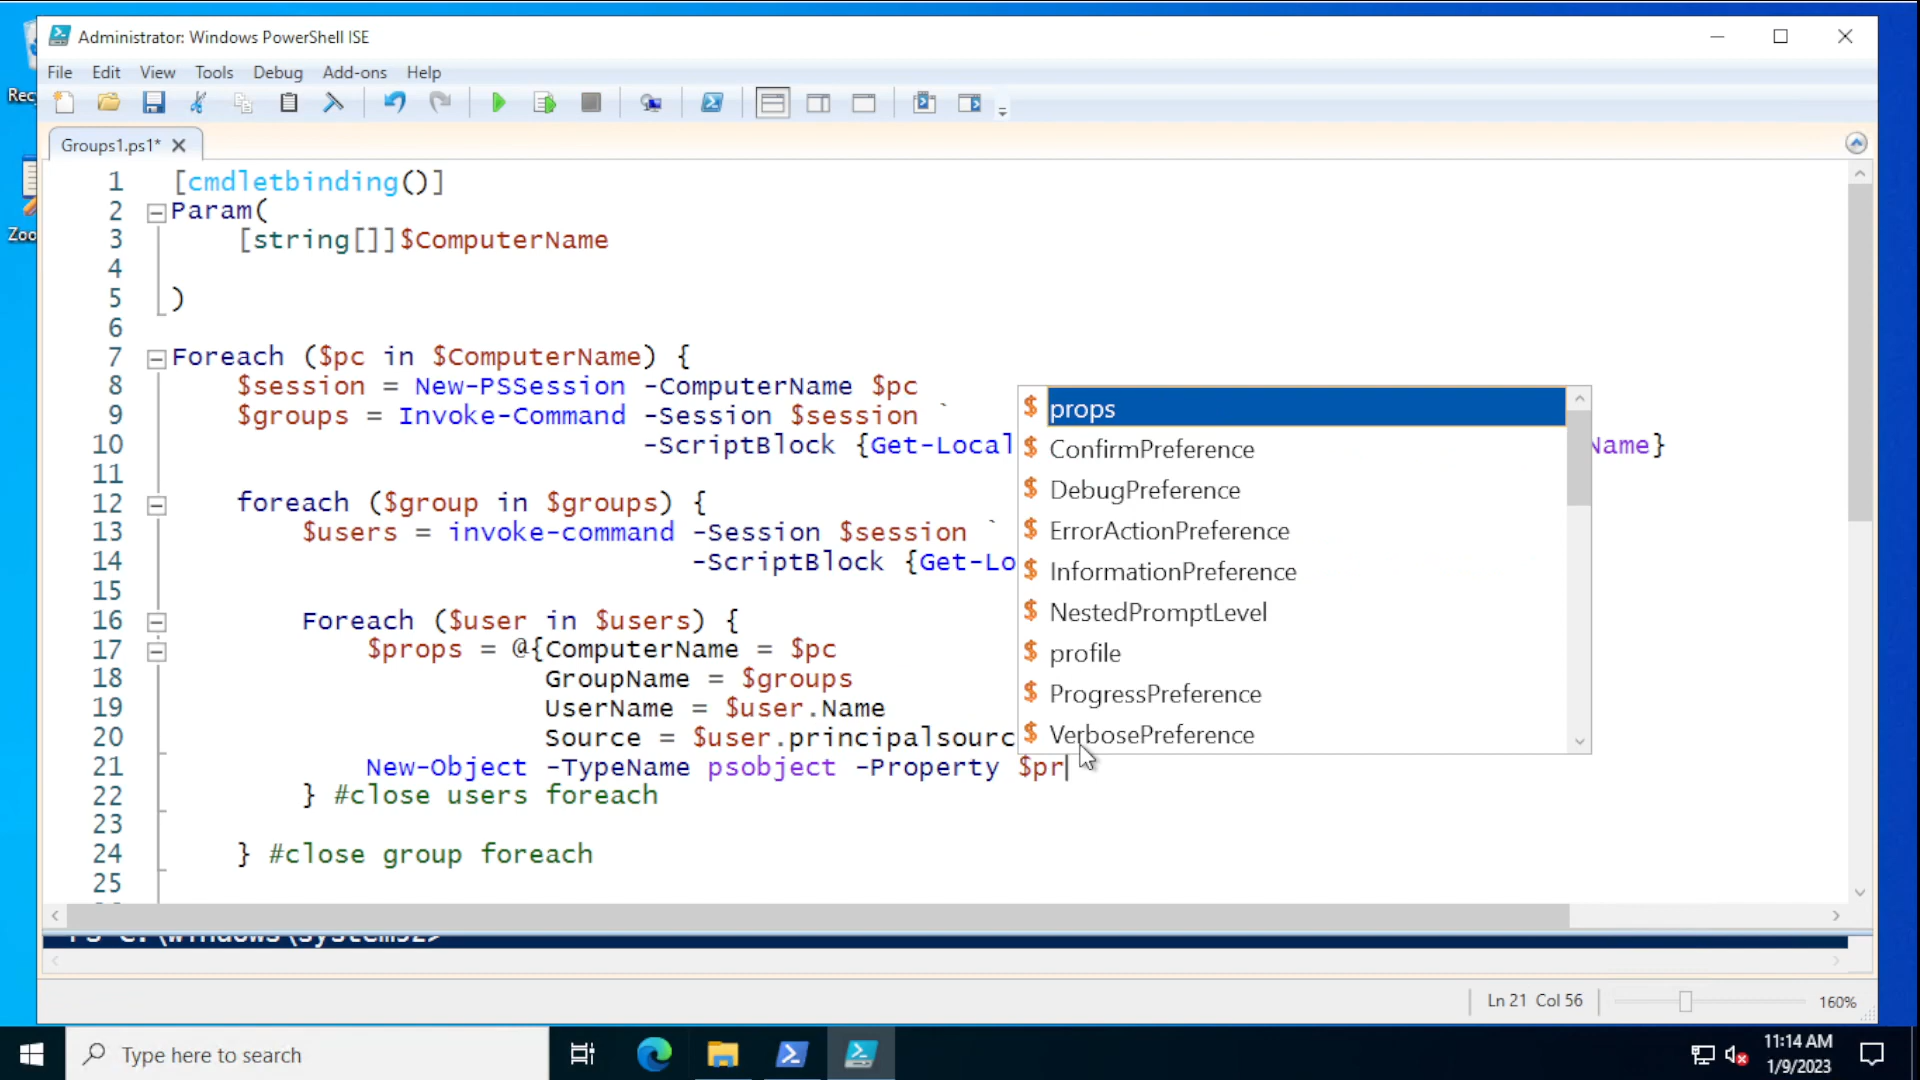 Administrator: Windows PowerShell ISE
File Edit View Tools Debug Add-ons Help
Groups1.ps1* X
1 [cmdletbinding()]
2 Param(
3 [string[]]$ComputerName
4
5 )
6
7 Foreach ($pc in $ComputerName) {
8 $session = New-PSSession -ComputerName $pc
9 $groups = Invoke-Command -Session $session `
10 -ScriptBlock {Get-Local Name}
11
12 foreach ($group in $groups) {
13 $users = invoke-command -Session $session `
14 -ScriptBlock {Get-Lo
15
16 Foreach ($user in $users) {
17 $props = @{ComputerName = $pc
18 GroupName = $groups
19 UserName = $user.Name
20 Source = $user.principalsourc
21 New-Object -TypeName psobject -Property $pr
22 } #close users foreach
23
24 } #close group foreach
25
props
ConfirmPreference
DebugPreference
ErrorActionPreference
InformationPreference
NestedPromptLevel
profile
ProgressPreference
VerbosePreference
PS C:\Windows\system32>
Ln 21 Col 56
160%
Type here to search
11:14 AM
1/9/2023
Rec
Zoo